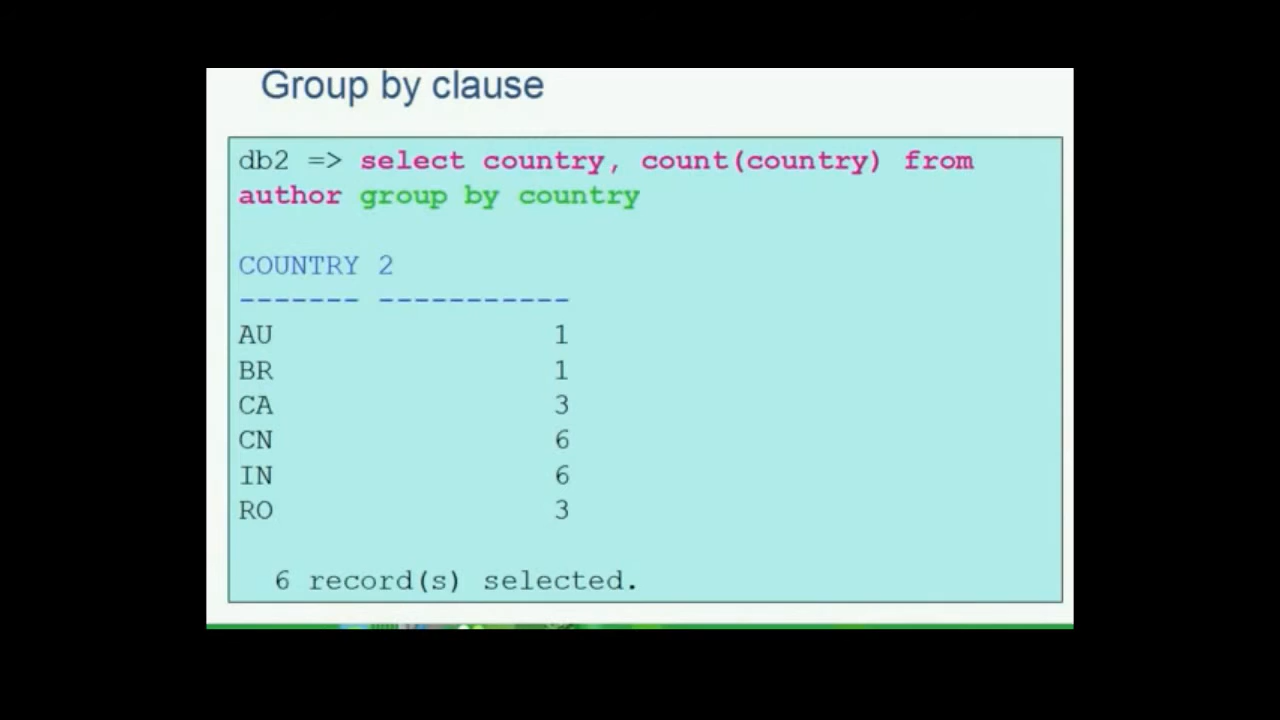 Group by clause
db2 => select country, count(country) from
author group by country
COUNTRY 2
------- -----------
AU 1
BR 1
CA 3
CN 6
IN 6
RO 3
6 record(s) selected.